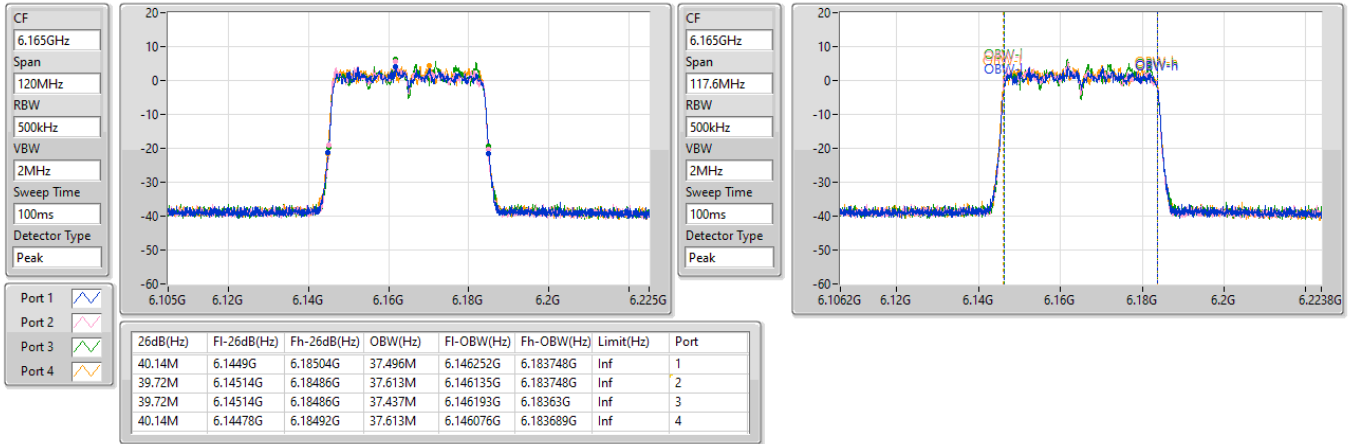 CF
6.165GHz
Span
120MHz
RBW
500kHz
VBW
2MHz
Sweep Time
100ms
Detector Type
Peak
20
10
0
-10
-20
-30
-40
-50
-60
6.105G 6.12G 6.14G 6.16G 6.18G 6.2G 6.225G
CF
6.165GHz
Span
117.6MHz
RBW
500kHz
VBW
2MHz
Sweep Time
100ms
Detector Type
Peak
20
10
0
-10
-20
-30
-40
-50
-60
OBW-l
OBW-h
6.1062G 6.12G 6.14G 6.16G 6.18G 6.2G 6.2238G
Port 1
Port 2
Port 3
Port 4
26dB(Hz) Fl-26dB(Hz) Fh-26dB(Hz) OBW(Hz) Fl-OBW(Hz) Fh-OBW(Hz) Limit(Hz) Port
40.14M 6.1449G 6.18504G 37.496M 6.146252G 6.183748G Inf 1
39.72M 6.14514G 6.18486G 37.613M 6.146135G 6.183748G Inf 2
39.72M 6.14514G 6.18486G 37.437M 6.146193G 6.18363G Inf 3
40.14M 6.14478G 6.18492G 37.613M 6.146076G 6.183689G Inf 4